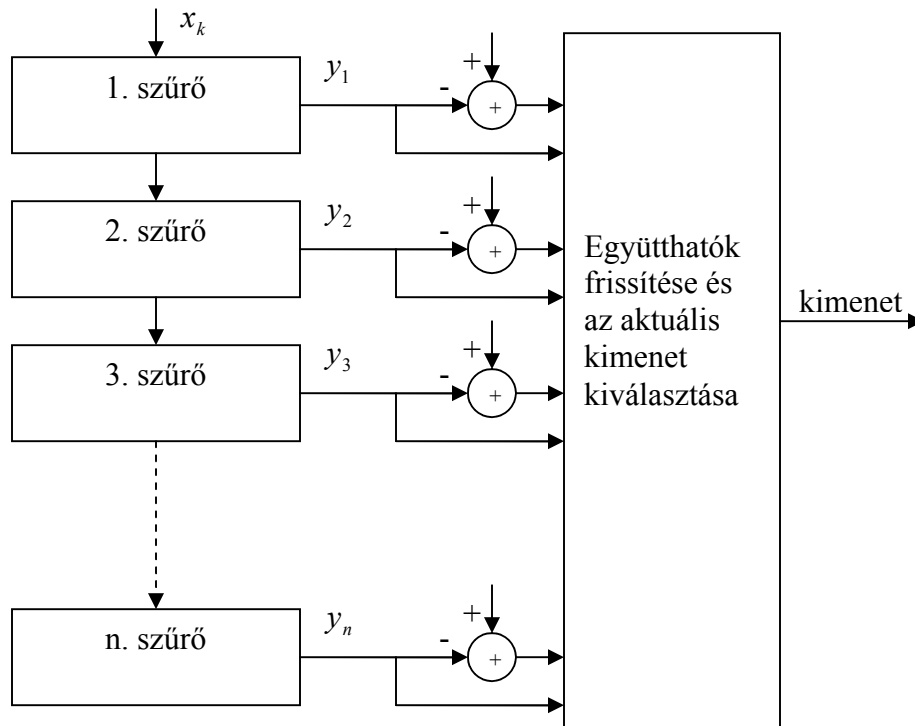 x_k
1. szűrő
y_1
+
-
+
2. szűrő
y_2
+
-
+
Együtthatók
frissítése és
az aktuális
kimenet
kiválasztása
kimenet
3. szűrő
y_3
+
-
+
n. szűrő
y_n
+
-
+